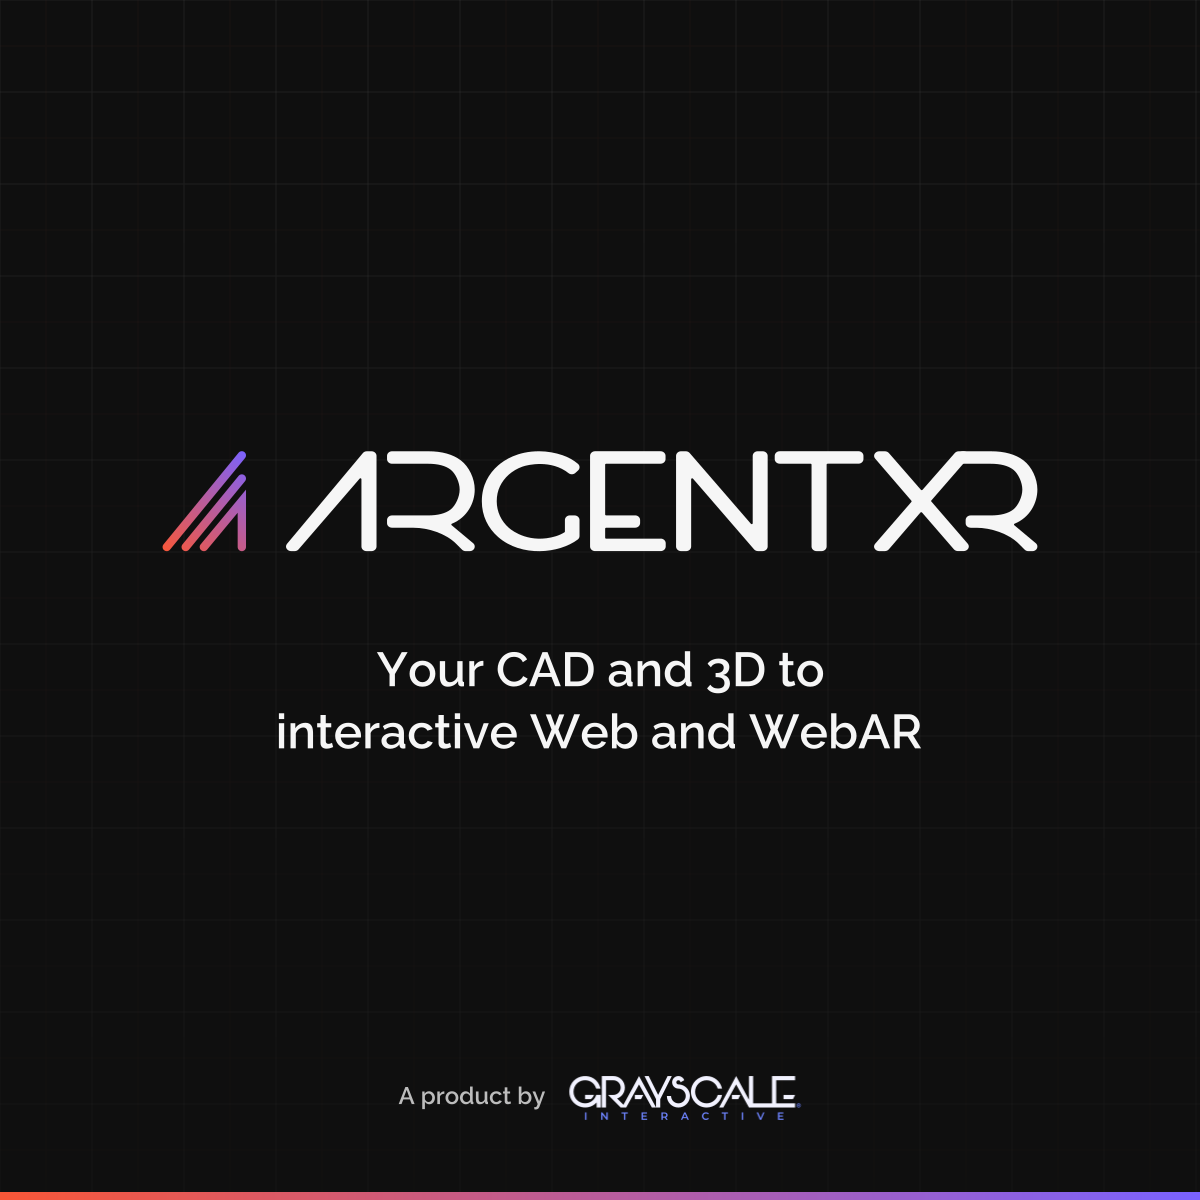 ARGENTXR
Your CAD and 3D to
interactive Web and WebAR
A product by GRAYSCALE
INTERACTIVE